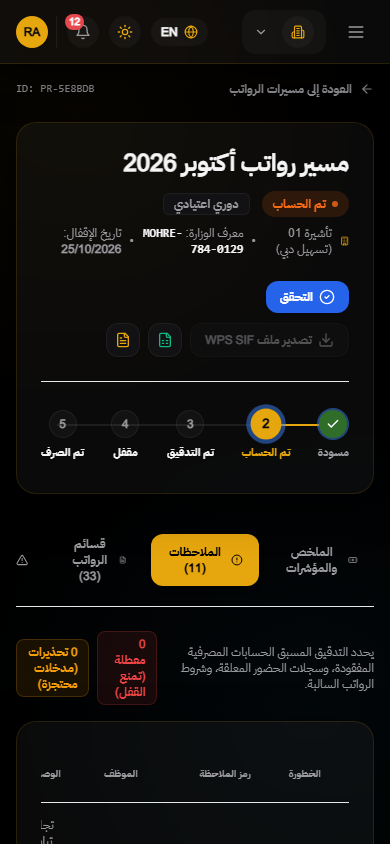 RA
12
EN
العودة إلى مسيرات الرواتب
ID: PR-5E8BDB
مسير رواتب أكتوبر 2026
تم الحساب
دوري اعتيادي
تأشيرة 01 (تسهيل دبي)
• معرف الوزارة: MOHRE-784-0129
• تاريخ الإقفال: 25/10/2026
التحقق
تصدير ملف WPS SIF
2
3
4
5
مسودة
تم الحساب
تم التدقيق
مقفل
تم الصرف
الملخص والمؤشرات
الملاحظات (11)
قسائم الرواتب (33)
يحدد التدقيق المسبق الحسابات المصرفية
المفقودة، وسجلات الحضور المعلقة، وشروط
الرواتب السالبة.
0 معطلة (تمنع القفل)
0 تحذيرات (مدخلات محتجزة)
الخطورة
رمز الملاحظة
الموظف